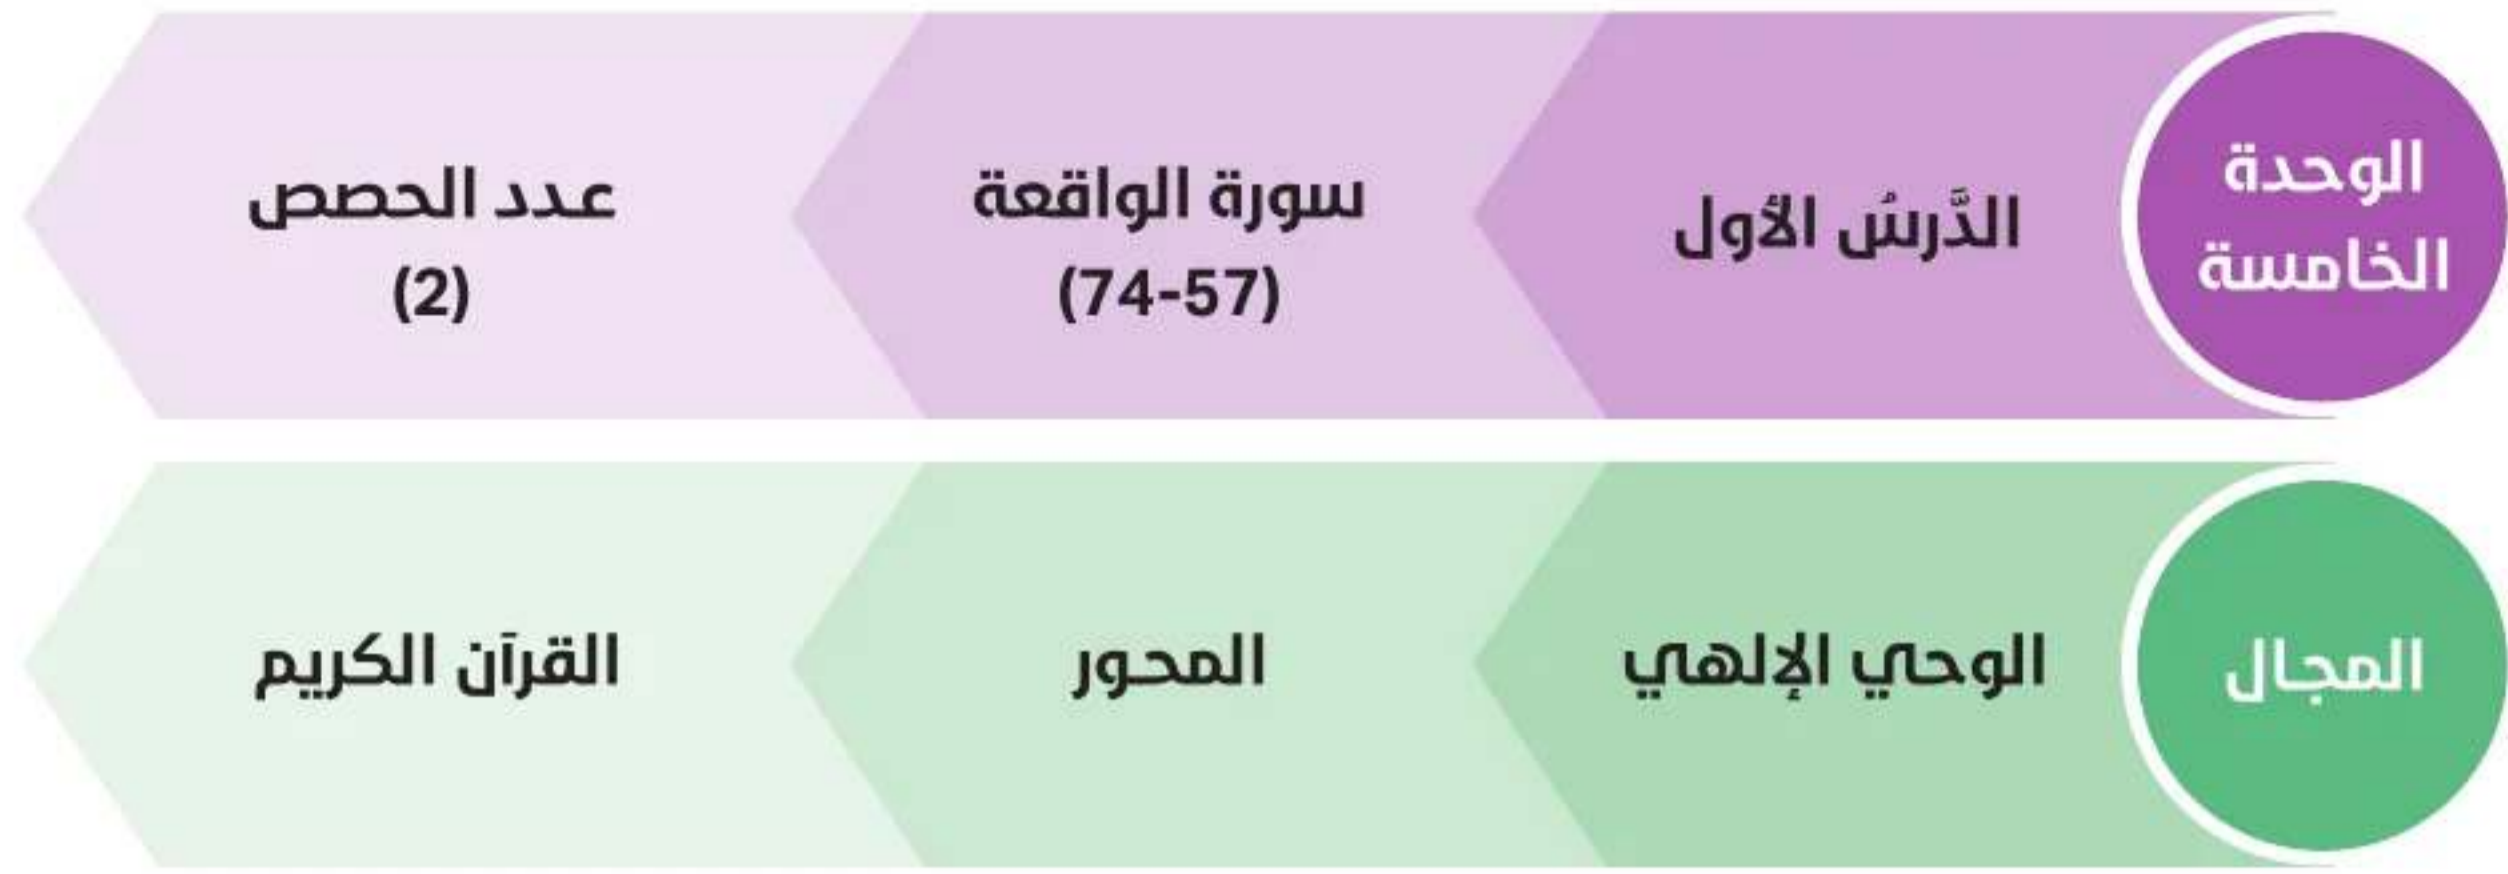 الوحدة
الخامسة
الدَّرسُ الأول
سورة الواقعة
(57-74)
عدد الحصص
(2)
المجال
الوحي الإلهي
المحور
القرآن الكريم